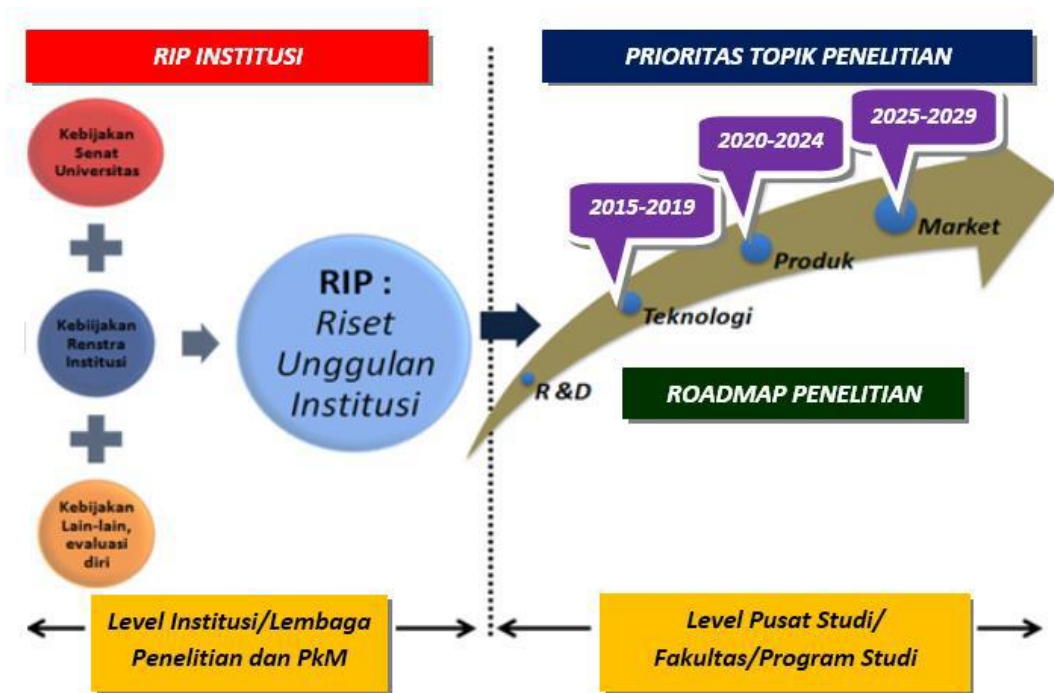 RIP INSTITUSI
Kebijakan
Senat
Universitas
Kebiijakan
Renstra
Institusi
Kebijakan
Lain-lain,
evaluasi
diri
RIP :
Riset
Unggulan
Institusi
Level Institusi/Lembaga
Penelitian dan PkM
PRIORITAS TOPIK PENELITIAN
2015-2019
2020-2024
2025-2029
R &D
Teknologi
Produk
Market
ROADMAP PENELITIAN
Level Pusat Studi/
Fakultas/Program Studi